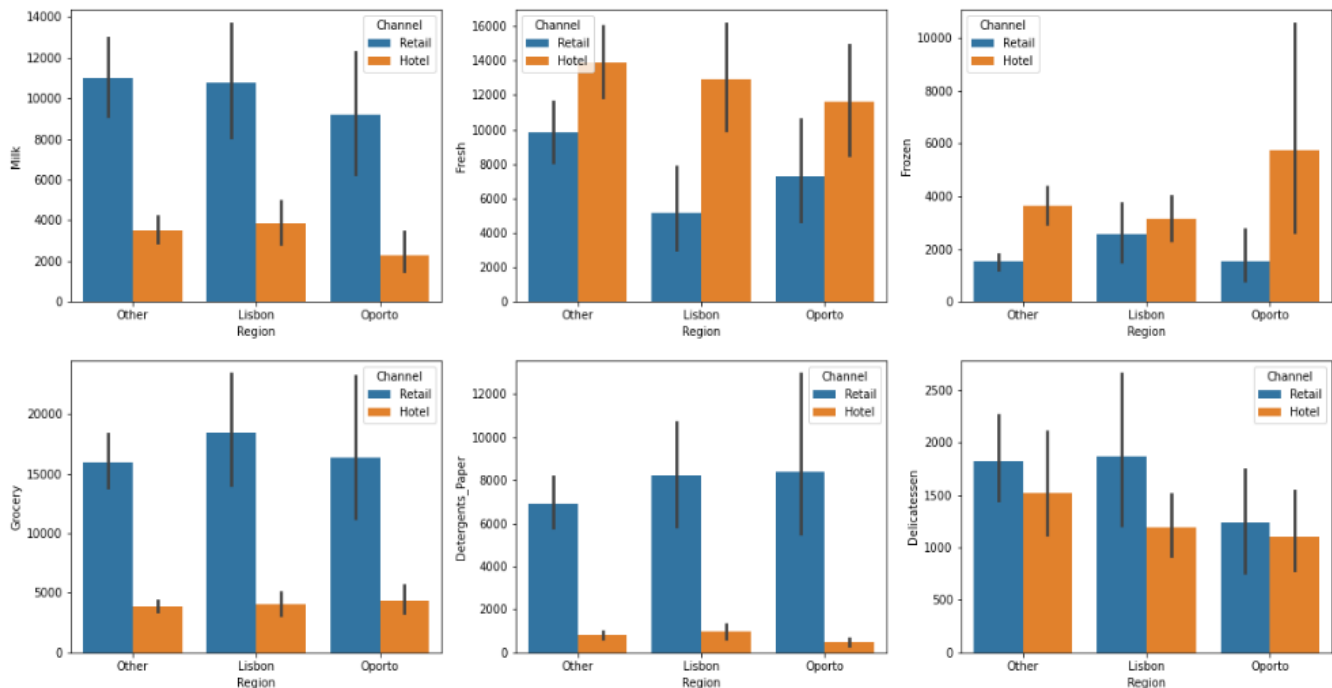 Milk
14000
12000
10000
8000
6000
4000
2000
0
Channel
Retail
Hotel
Other Lisbon Oporto
Region
Fresh
16000
14000
12000
10000
8000
6000
4000
2000
0
Channel
Retail
Hotel
Other Lisbon Oporto
Region
Frozen
10000
8000
6000
4000
2000
0
Channel
Retail
Hotel
Other Lisbon Oporto
Region
Grocery
20000
15000
10000
5000
0
Channel
Retail
Hotel
Other Lisbon Oporto
Region
Detergents_Paper
12000
10000
8000
6000
4000
2000
0
Channel
Retail
Hotel
Other Lisbon Oporto
Region
Delicatessen
2500
2000
1500
1000
500
0
Channel
Retail
Hotel
Other Lisbon Oporto
Region